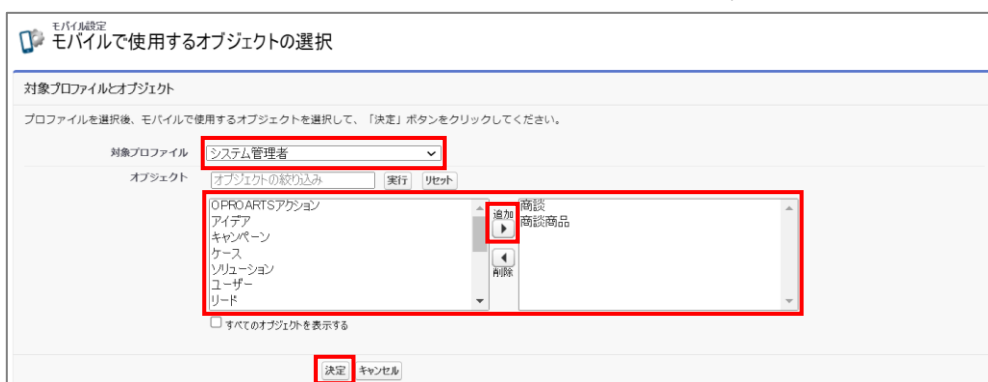 モバイル設定
モバイルで使用するオブジェクトの選択
対象プロファイルとオブジェクト
プロファイルを選択後、モバイルで使用するオブジェクトを選択して、「決定」ボタンをクリックしてください。
対象プロファイル システム管理者
オブジェクト オブジェクトの絞り込み 実行 リセット
OPROARTSアクション
アイデア
キャンペーン
ケース
ソリューション
ユーザー
リード
追加
削除
商談
商談商品
すべてのオブジェクトを表示する
決定 キャンセル